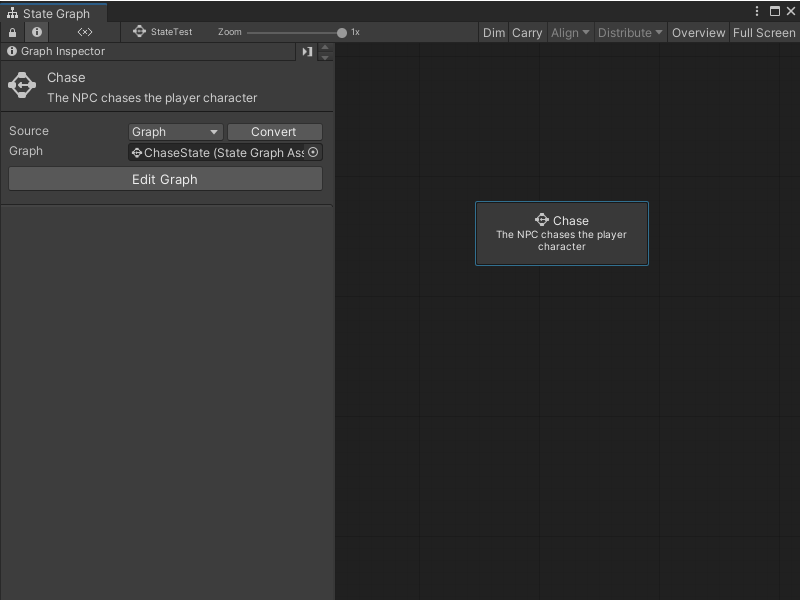 State Graph
<×> StateTest Zoom 1x Dim Carry Align Distribute Overview Full Screen
Graph Inspector
Chase
The NPC chases the player character
Source Graph Convert
Graph ChaseState (State Graph Ass
Edit Graph
Chase
The NPC chases the player
character